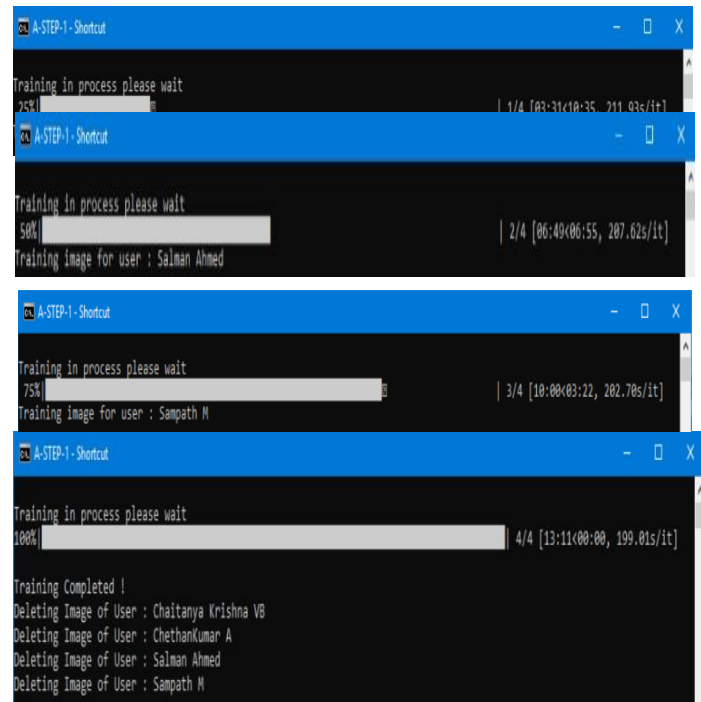 A-STEP-1 - Shortcut
Training in process please wait
25%| | 1/4 [03:31<10:35, 211.93s/it]
A-STEP-1 - Shortcut
Training in process please wait
50%| | 2/4 [06:49<06:55, 207.62s/it]
Training image for user : Salman Ahmed
A-STEP-1 - Shortcut
Training in process please wait
75%| | 3/4 [10:00<03:22, 202.70s/it]
Training image for user : Sampath M
A-STEP-1 - Shortcut
Training in process please wait
100%| | 4/4 [13:11<00:00, 199.01s/it]
Training Completed !
Deleting Image of User : Chaitanya Krishna VB
Deleting Image of User : ChethanKumar A
Deleting Image of User : Salman Ahmed
Deleting Image of User : Sampath M